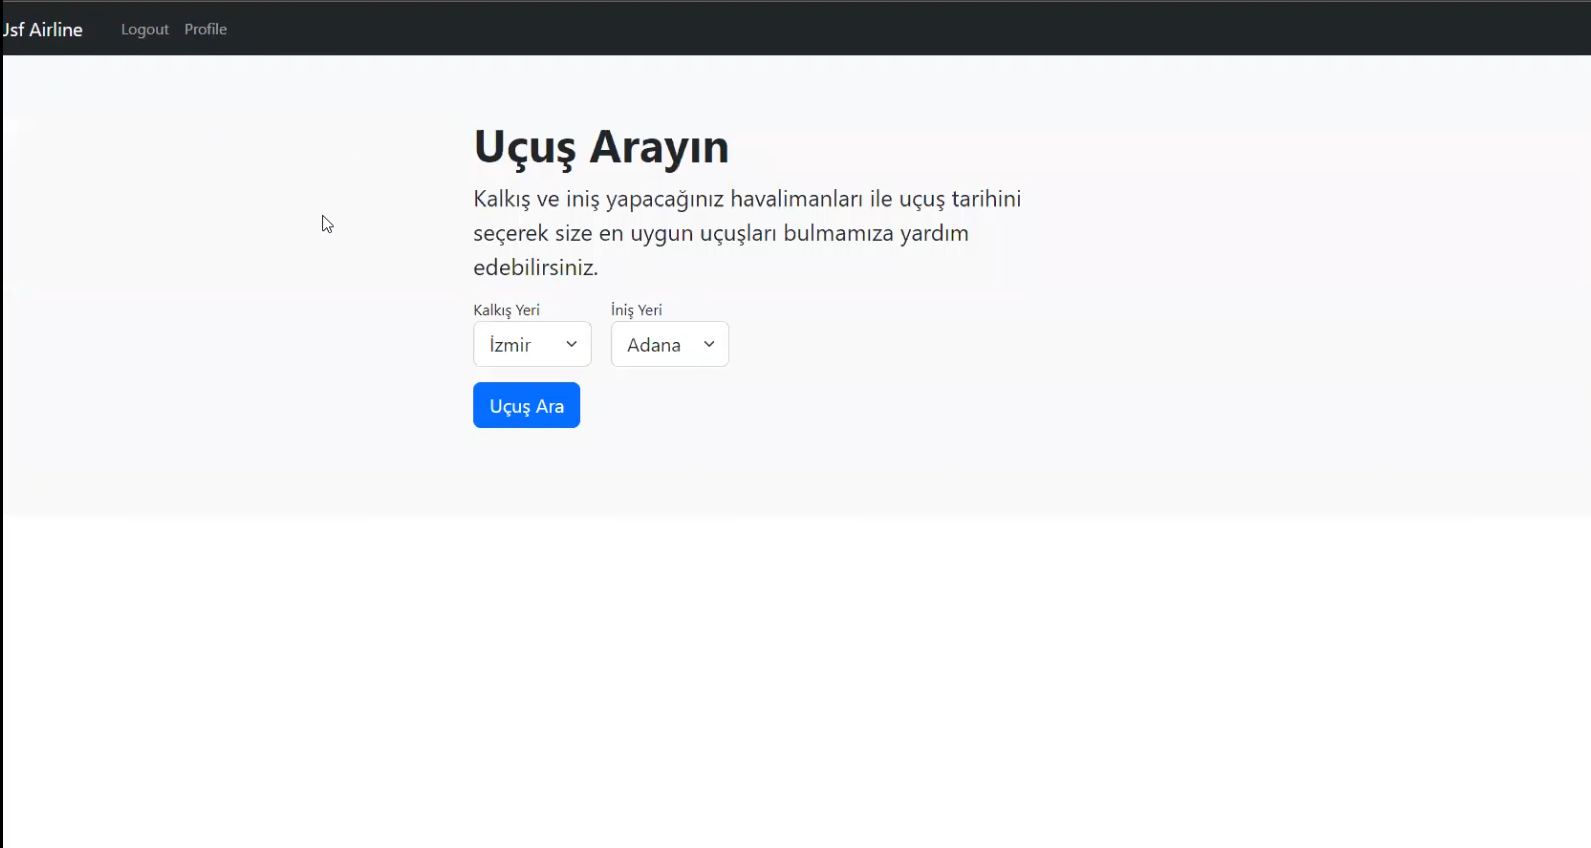 Jsf Airline Logout Profile
Uçuş Arayın
Kalkış ve iniş yapacağınız havalimanları ile uçuş tarihini
seçerek size en uygun uçuşları bulmamıza yardım
edebilirsiniz.
Kalkış Yeri İniş Yeri
İzmir Adana
Uçuş Ara